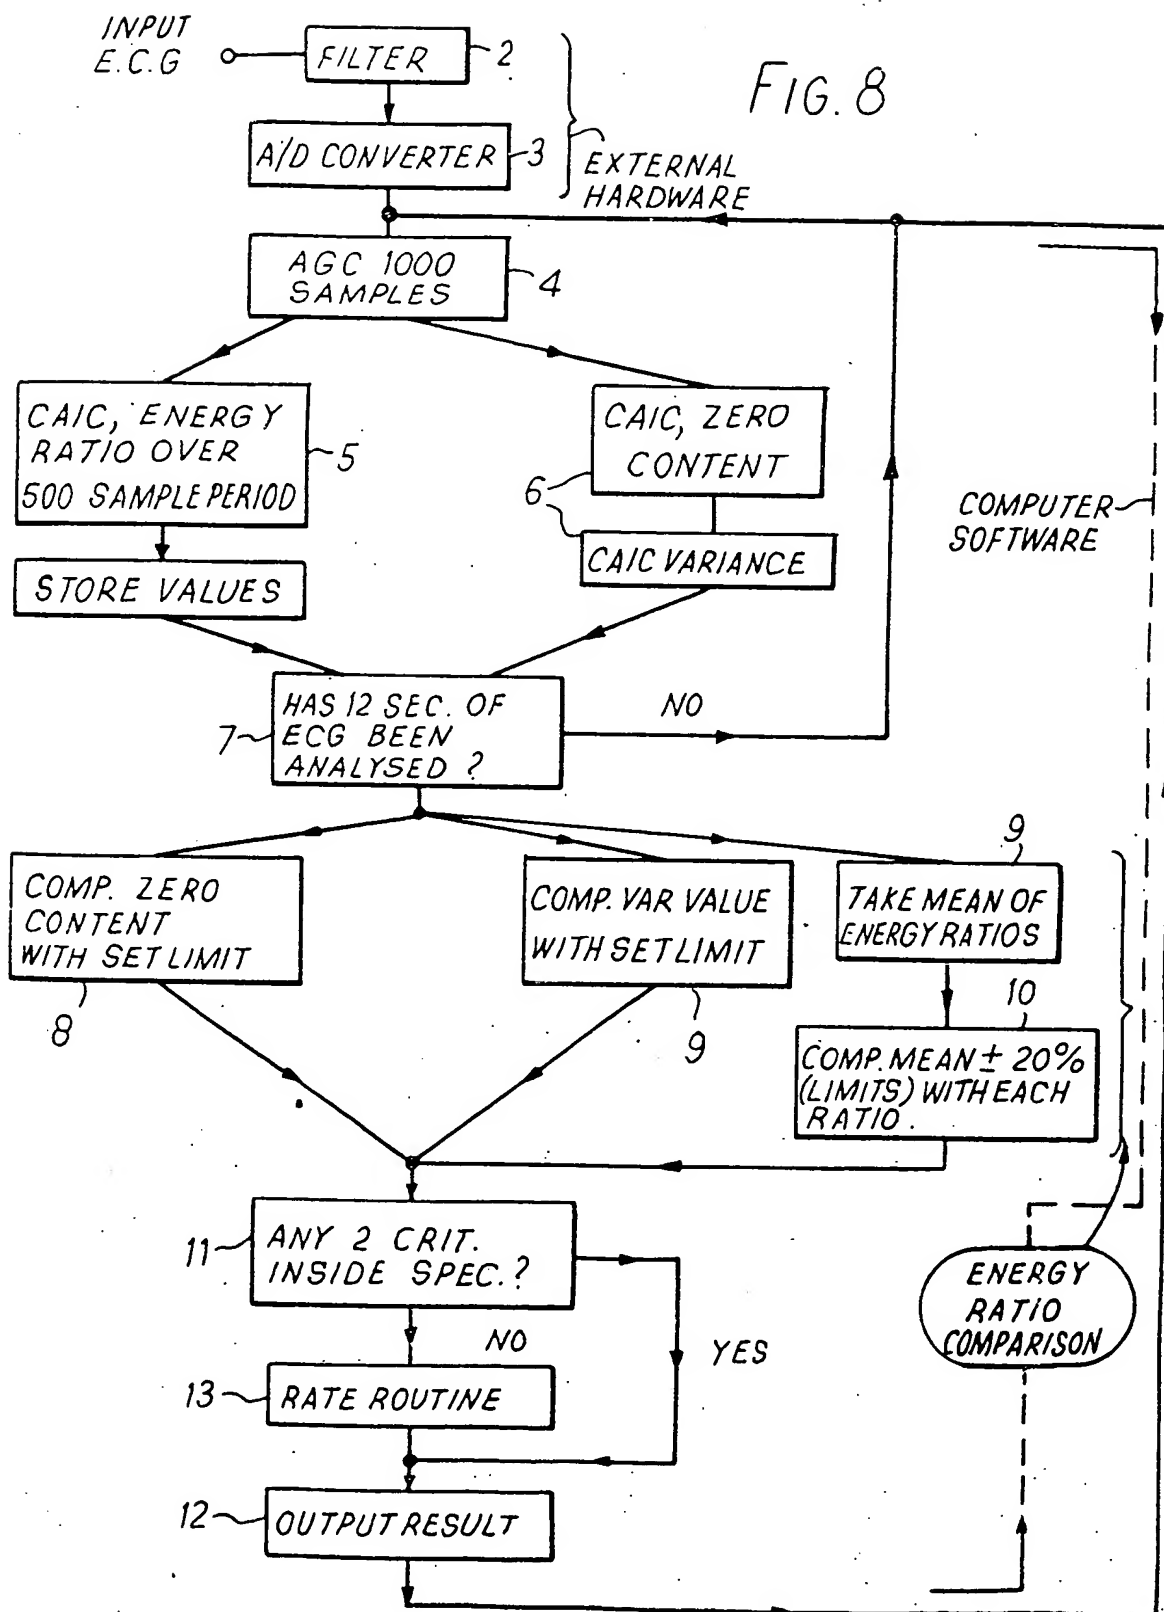 INPUT
E.C.G
FILTER
2
FIG. 8
A/D CONVERTER
3
EXTERNAL
HARDWARE
AGC 1000
SAMPLES
4
CAIC, ENERGY
RATIO OVER
500 SAMPLE PERIOD
5
CAIC, ZERO
CONTENT
6
CAIC VARIANCE
STORE VALUES
COMPUTER
SOFTWARE
HAS 12 SEC. OF
ECG BEEN
ANALYSED ?
7
NO
COMP. ZERO
CONTENT
WITH SET LIMIT
8
COMP. VAR VALUE
WITH SET LIMIT
9
9
TAKE MEAN OF
ENERGY RATIOS
10
COMP. MEAN ± 20%
(LIMITS) WITH EACH
RATIO.
11
ANY 2 CRIT.
INSIDE SPEC.?
NO
YES
ENERGY
RATIO
COMPARISON
13
RATE ROUTINE
12
OUTPUT RESULT